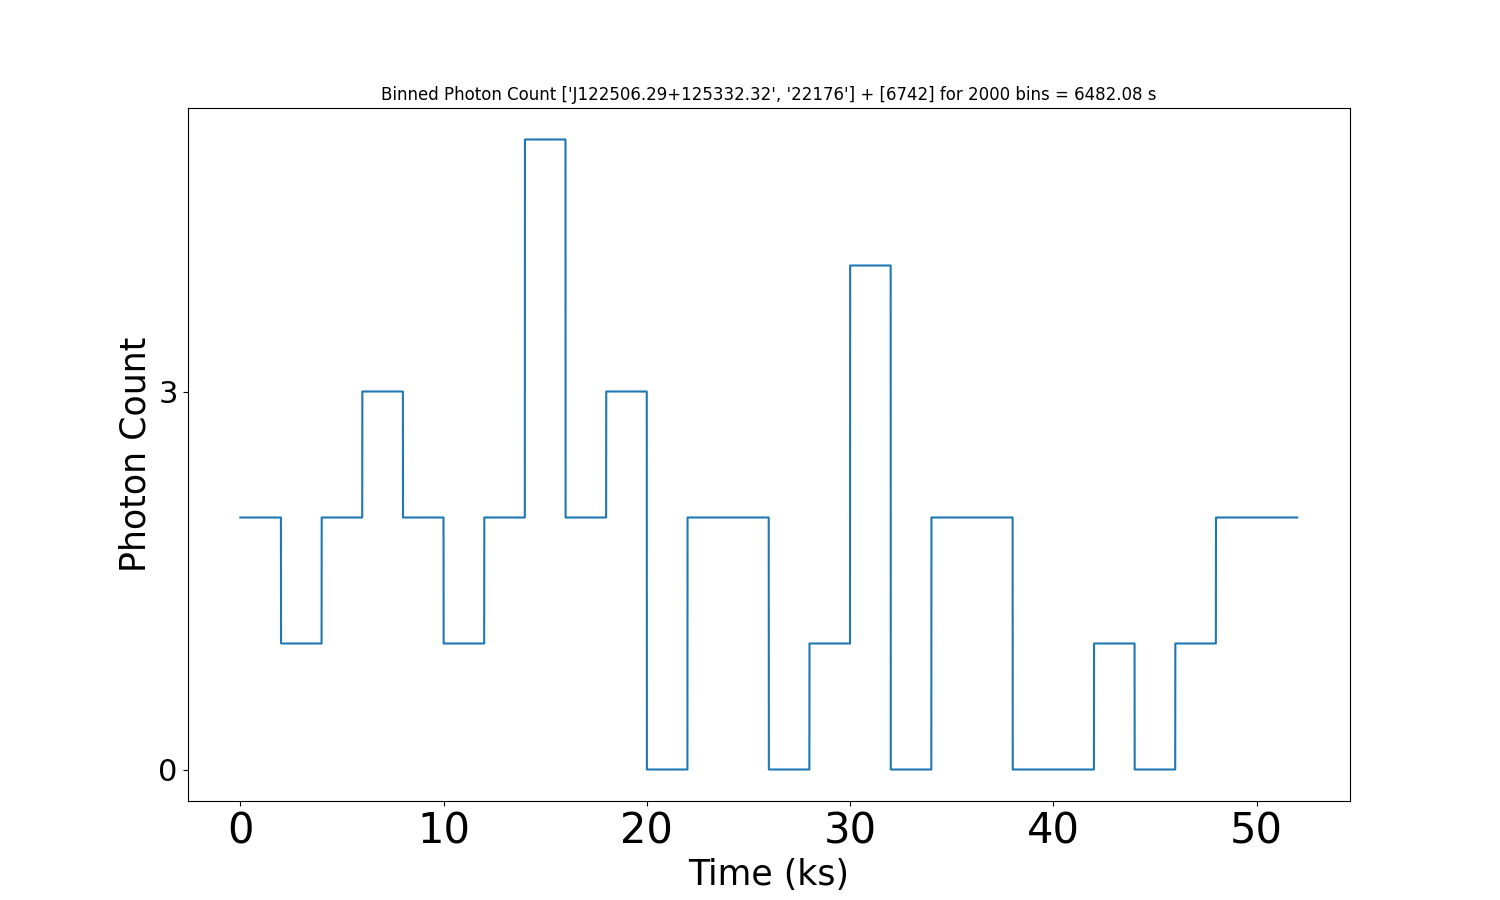 Binned Photon Count ['J122506.29+125332.32', '22176'] + [6742] for 2000 bins = 6482.08 s
Photon Count
3
0
0 10 20 30 40 50
Time (ks)